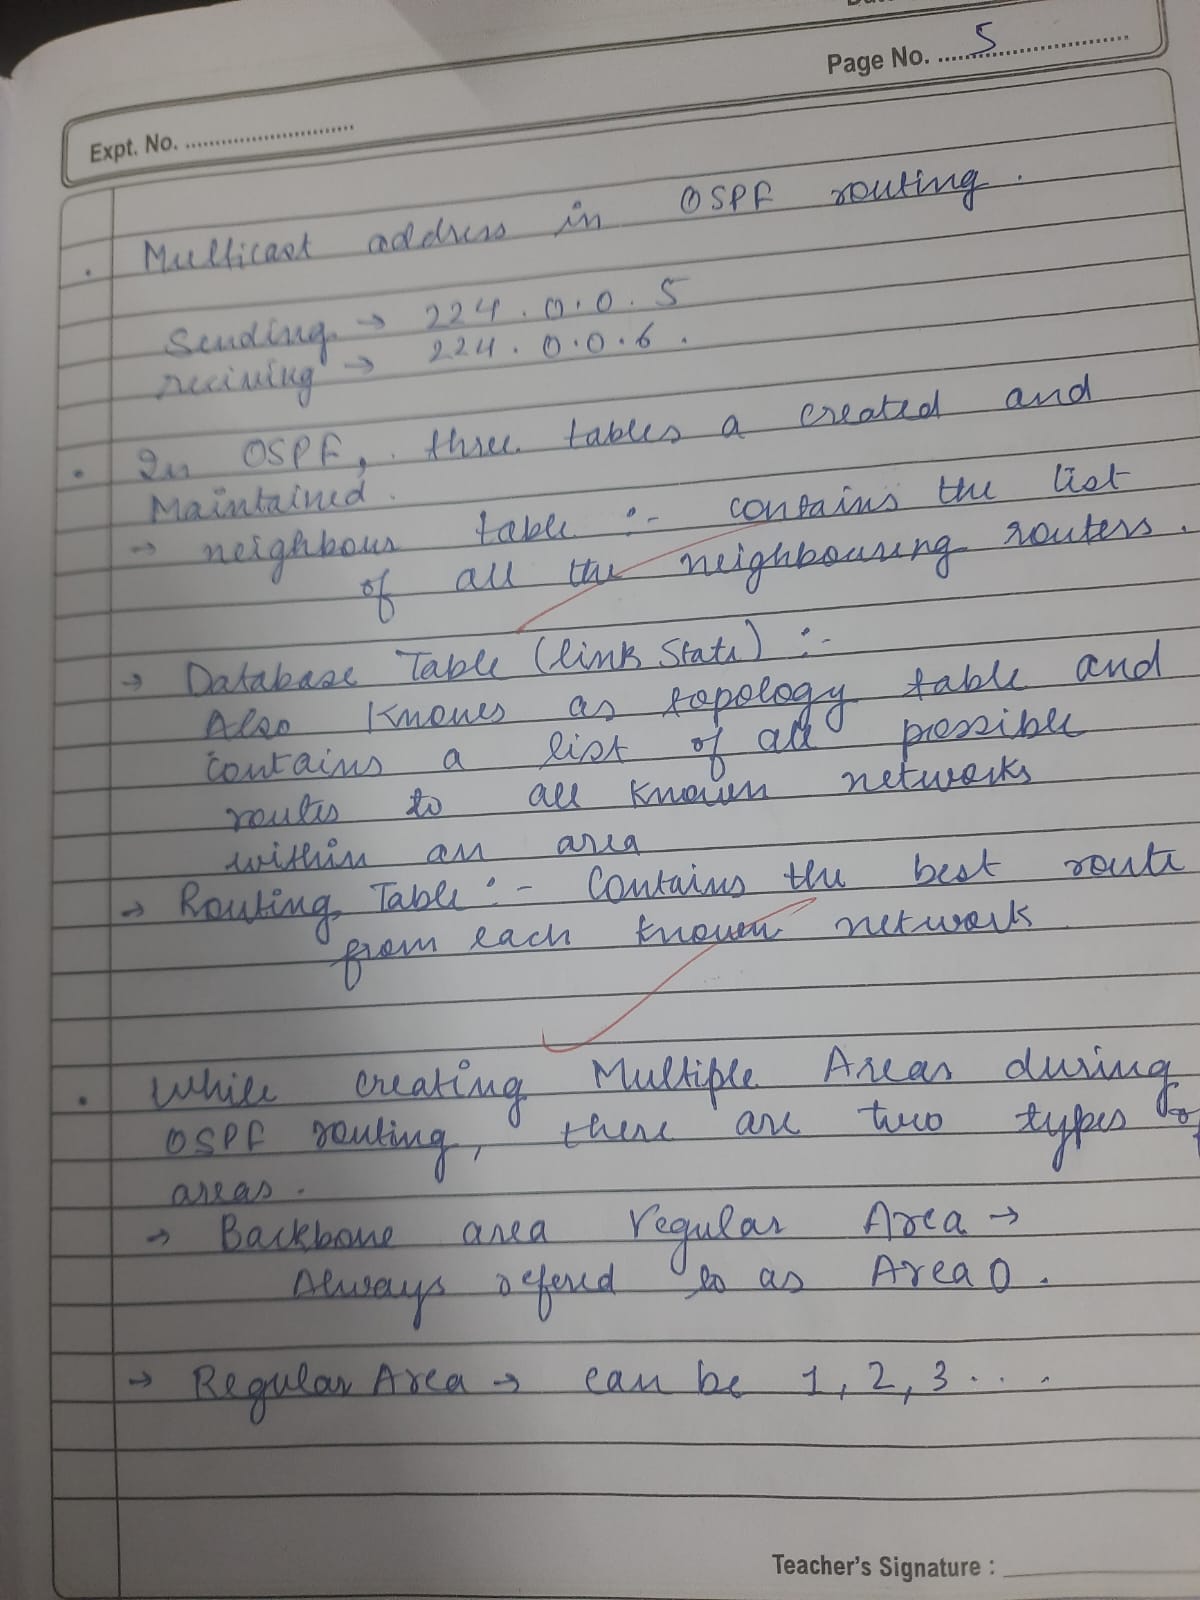 Page No. 5
Expt. No.
. Multicast address in OSPF routing.
Sending → 224.0.0.5
reciving → 224.0.0.6.
. In OSPF, three tables a created and
Maintained.
→ neighbour table :- contains the list
of all the neighbouring routers.
→ Database Table (link State) :-
Also known as topology table and
contains a list of all possible
routes to all known networks
within an area
→ Routing Table :- Contains the best route
from each known network
. While creating Multiple Areas during
OSPF routing, there are two types of
areas.
→ Backbone area regular Area →
Always refered to as Area 0.
→ Regular Area → can be 1, 2, 3 . . . .
Teacher's Signature :